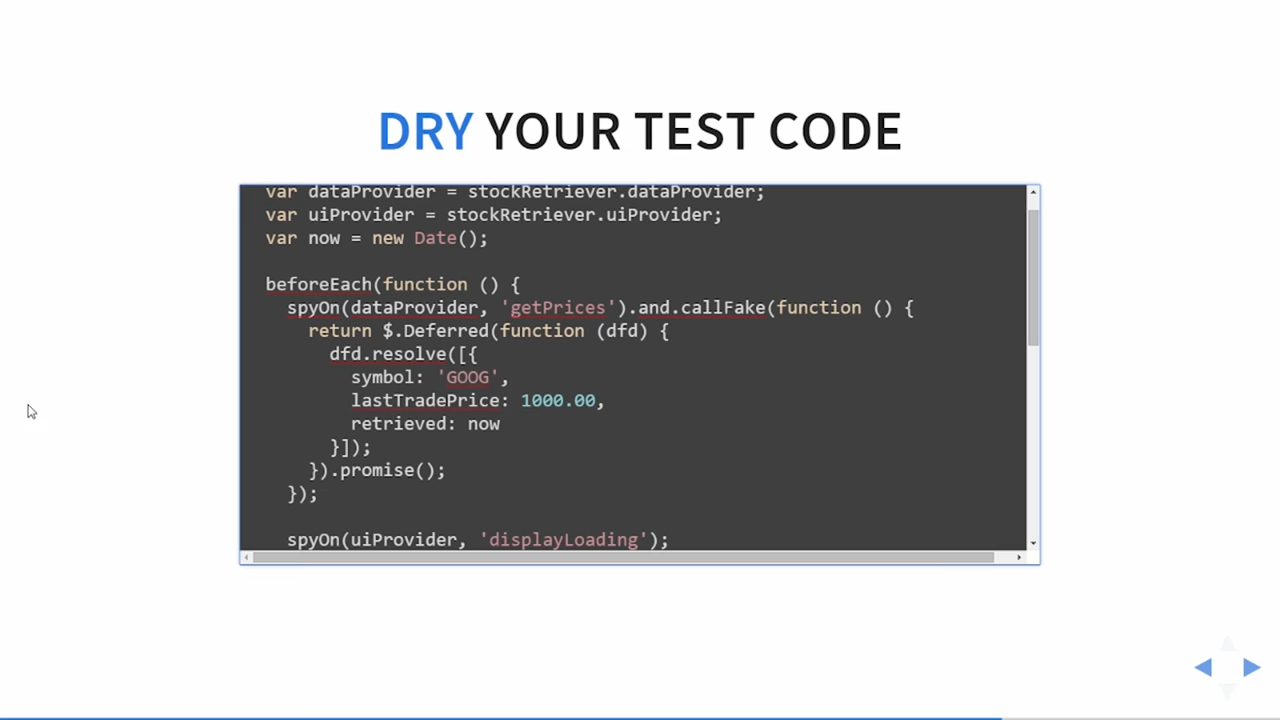 DRY YOUR TEST CODE
var dataProvider = stockRetriever.dataProvider;
var uiProvider = stockRetriever.uiProvider;
var now = new Date();
beforeEach(function () {
spyOn(dataProvider, 'getPrices').and.callFake(function () {
return $.Deferred(function (dfd) {
dfd.resolve([{
symbol: 'GOOG',
lastTradePrice: 1000.00,
retrieved: now
}]);
}).promise();
});
spyOn(uiProvider, 'displayLoading');